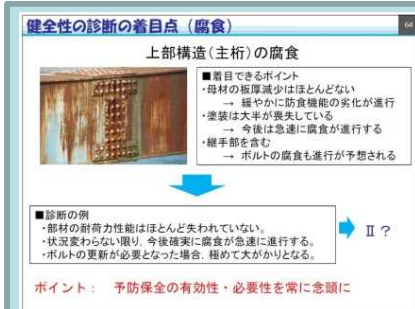 健全性の診断の着目点（腐食）
64
上部構造（主桁）の腐食
■着目できるポイント
・母材の板厚減少はほとんどない
→ 緩やかに防食機能の劣化が進行
・塗装は大半が喪失している
→ 今後は急速に腐食が進行する
・継手部を含む
→ ボルトの腐食も進行が予想される
■診断の例
・部材の耐荷力性能はほとんど失われていない。
・状況変わらない限り，今後確実に腐食が急速に進行する。
・ボルトの更新が必要となった場合，極めて大がかりとなる。
Ⅱ？
ポイント： 予防保全の有効性・必要性を常に念頭に